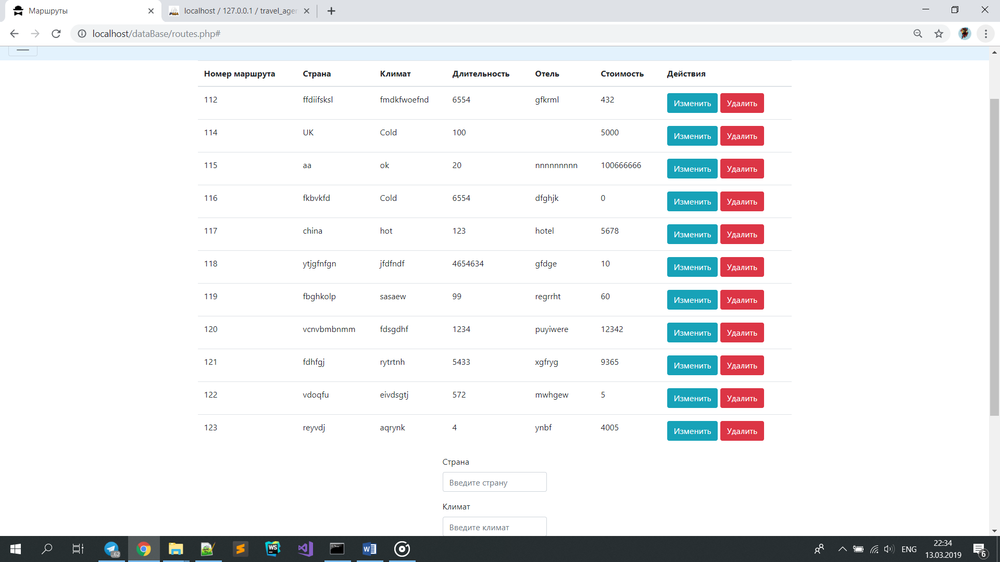 Маршруты
localhost / 127.0.0.1 / travel_agen
localhost/dataBase/routes.php#
Номер маршрута Страна Климат Длительность Отель Стоимость Действия
112 ffdiifsksl fmdkfwoefnd 6554 gfkrml 432 Изменить Удалить
114 UK Cold 100 5000 Изменить Удалить
115 aa ok 20 nnnnnnnnn 100666666 Изменить Удалить
116 fkbvkfd Cold 6554 dfghjk 0 Изменить Удалить
117 china hot 123 hotel 5678 Изменить Удалить
118 ytjgfnfgn jfdfndf 4654634 gfdge 10 Изменить Удалить
119 fbghkolp sasaew 99 regrrht 60 Изменить Удалить
120 vcnvbmbnmm fdsgdhf 1234 puyiwere 12342 Изменить Удалить
121 fdhfgj rytrtnh 5433 xgfryg 9365 Изменить Удалить
122 vdoqfu eivdsgtj 572 mwhgew 5 Изменить Удалить
123 reyvdj aqrynk 4 ynbf 4005 Изменить Удалить
Страна
Введите страну
Климат
Введите климат
..62
WS
ENG
22:34
13.03.2019
6